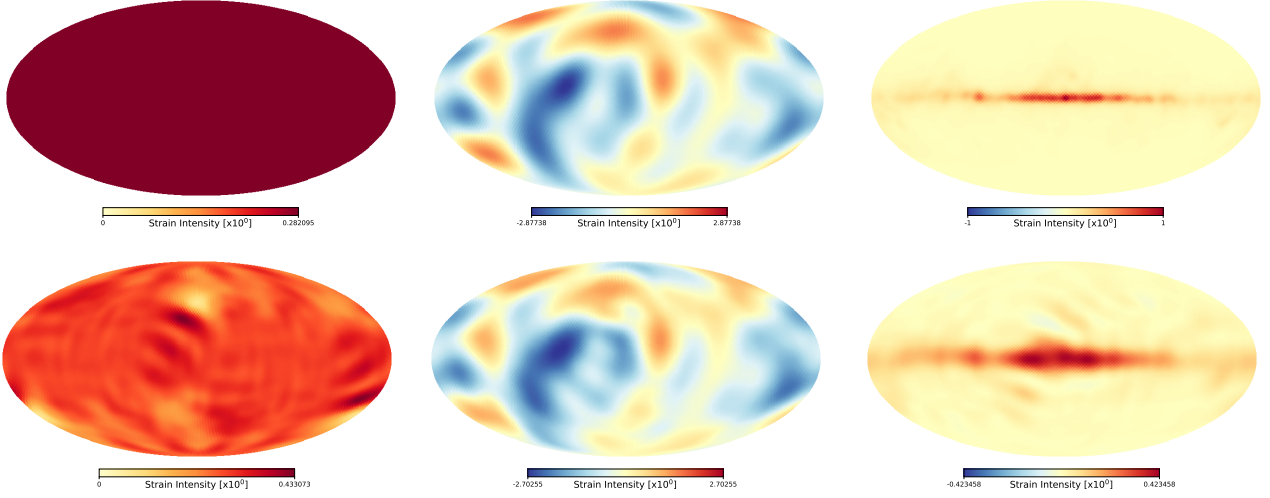 0 0.282095
Strain Intensity [x10⁰]
-2.87738 2.87738
Strain Intensity [x10⁰]
-1 1
Strain Intensity [x10⁰]
0 0.433073
Strain Intensity [x10⁰]
-2.70255 2.70255
Strain Intensity [x10⁰]
-0.423458 0.423458
Strain Intensity [x10⁰]